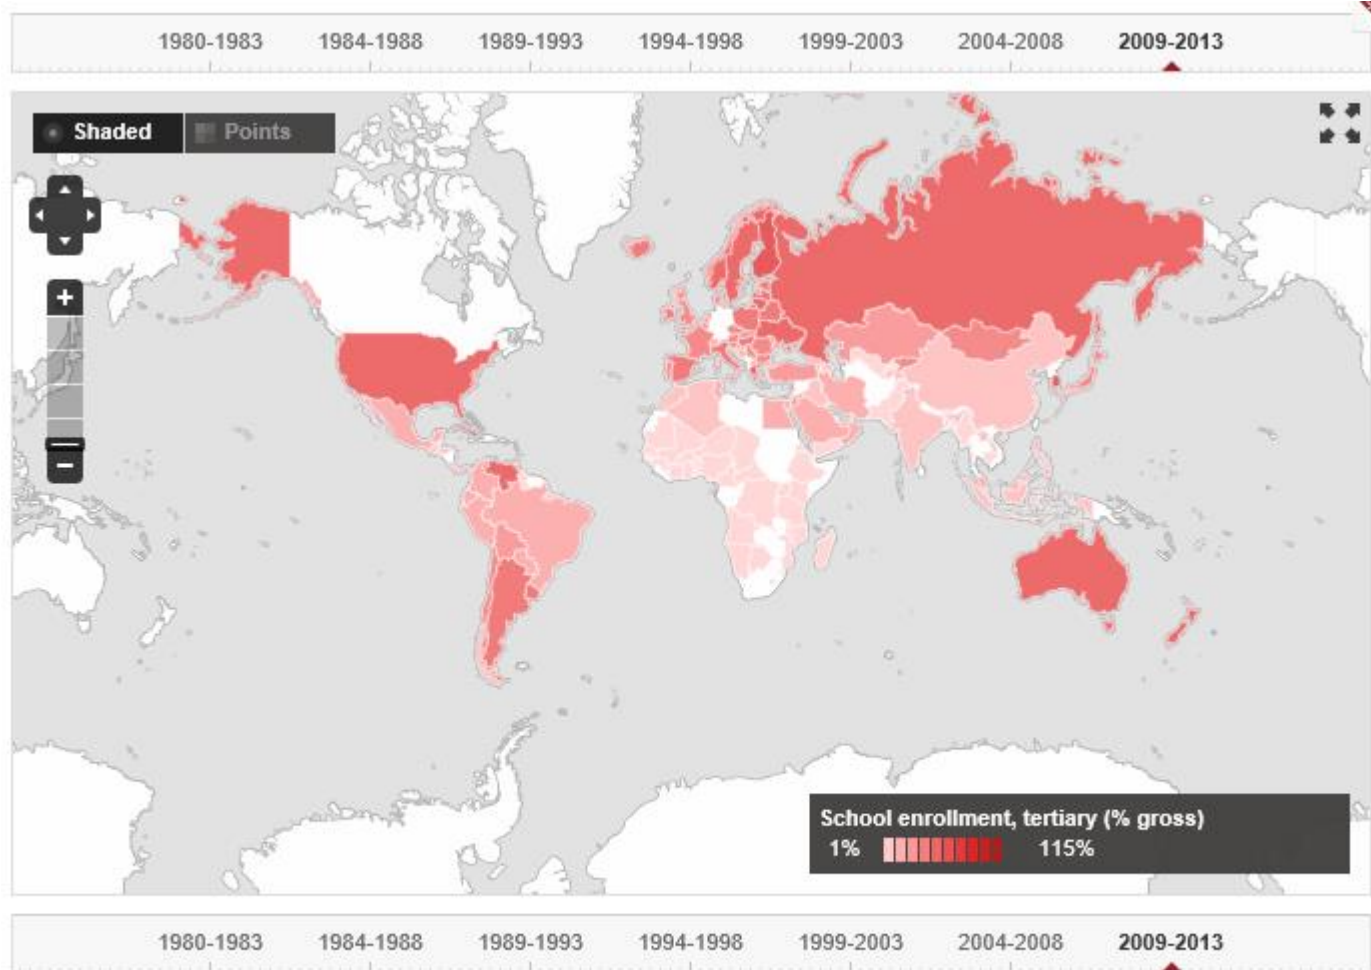 1980-1983 1984-1988 1989-1993 1994-1998 1999-2003 2004-2008 2009-2013
Shaded Points
+
−
School enrollment, tertiary (% gross)
1% 115%
1980-1983 1984-1988 1989-1993 1994-1998 1999-2003 2004-2008 2009-2013